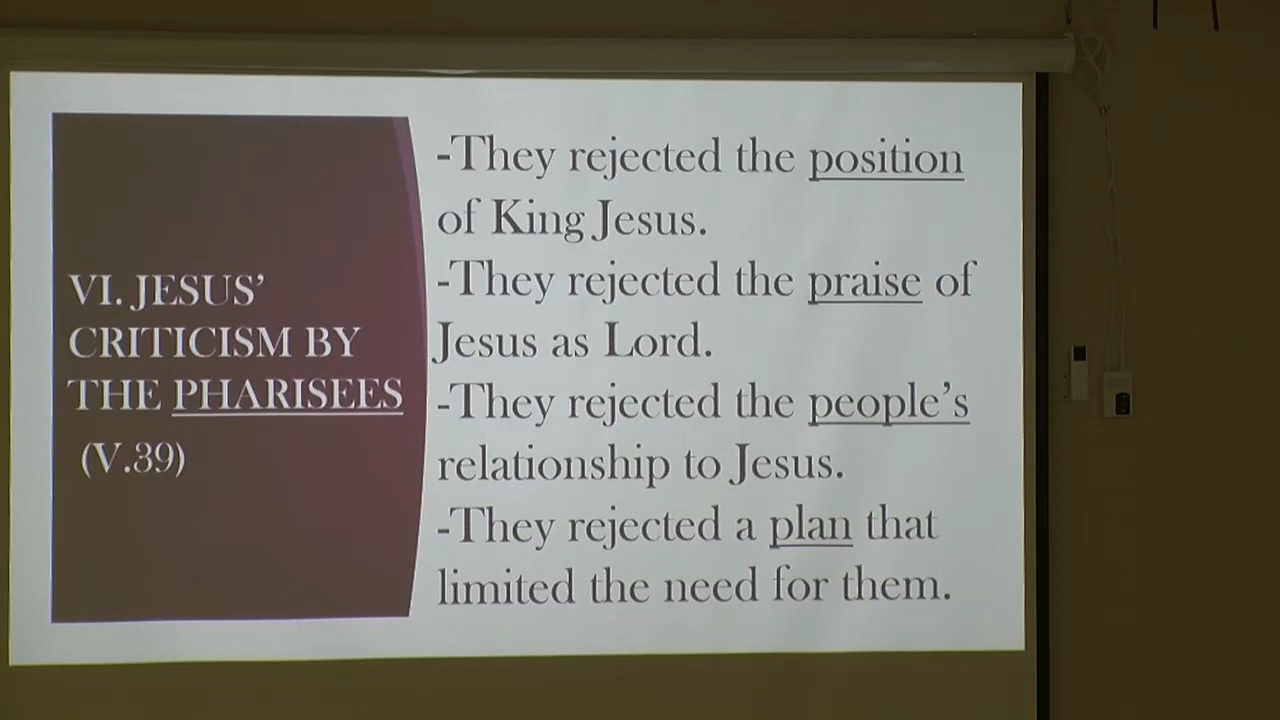 VI. JESUS’
CRITICISM BY
THE PHARISEES
(V.39)
-They rejected the position
of King Jesus.
-They rejected the praise of
Jesus as Lord.
-They rejected the people’s
relationship to Jesus.
-They rejected a plan that
limited the need for them.